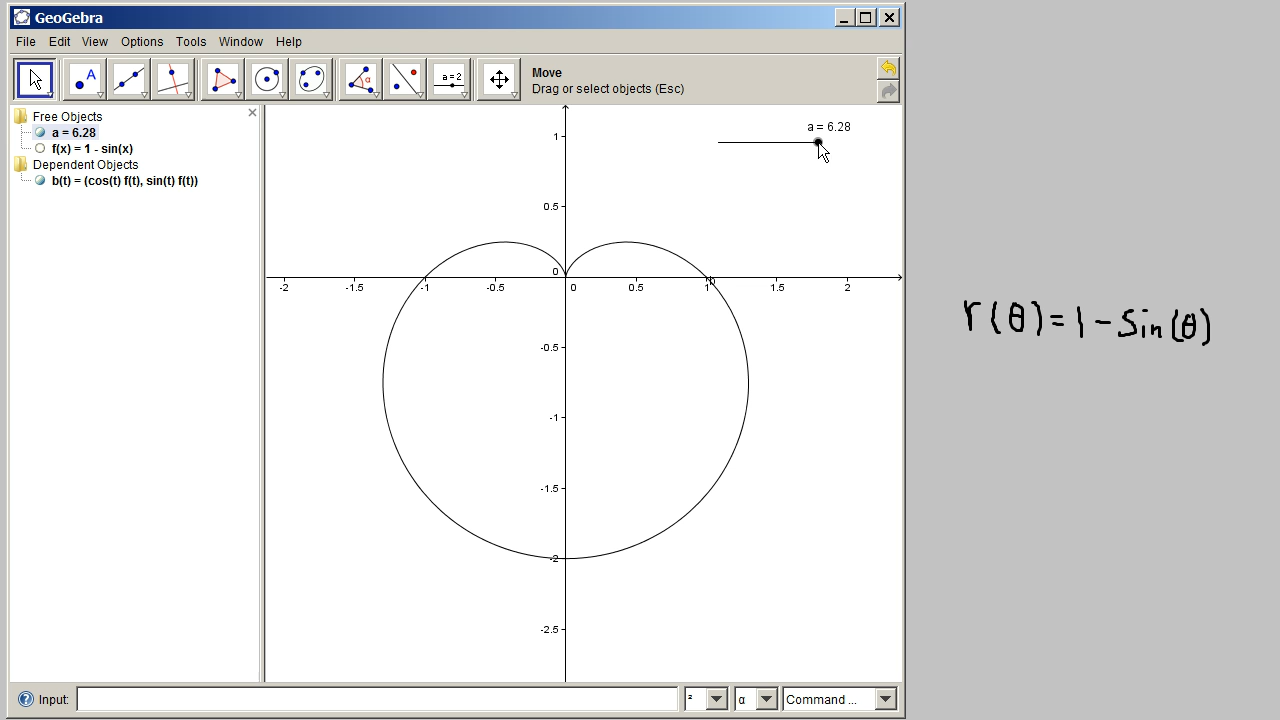 GeoGebra
File Edit View Options Tools Window Help
A
α
a = 2
Move
Drag or select objects (Esc)
Free Objects
a = 6.28
f(x) = 1 - sin(x)
Dependent Objects
b(t) = (cos(t) f(t), sin(t) f(t))
a = 6.28
1
0.5
0
-2 -1.5 -1 -0.5 0 0.5 1 1.5 2
b
-0.5
-1
-1.5
-2
-2.5
r(θ)=1-sin(θ)
Input: ² α Command ...